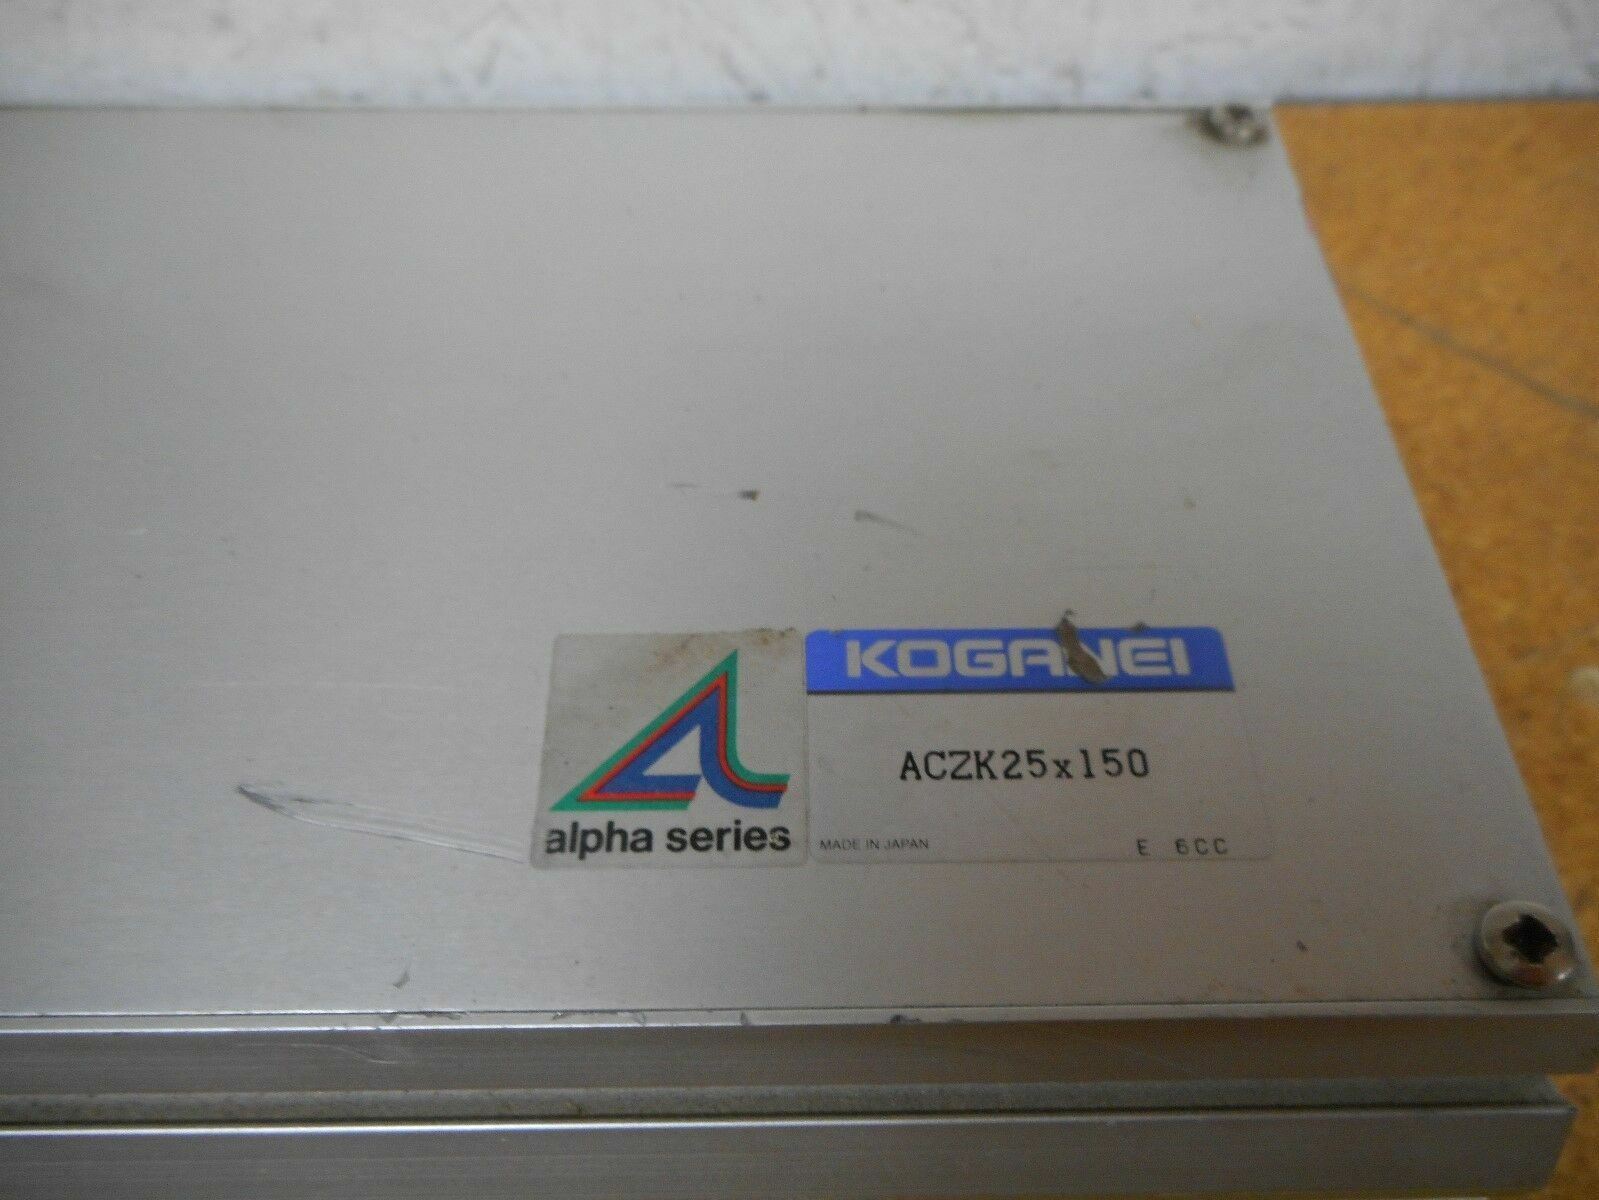 KOGANEI
ACZK25x150
alpha series
MADE IN JAPAN
E 6CC